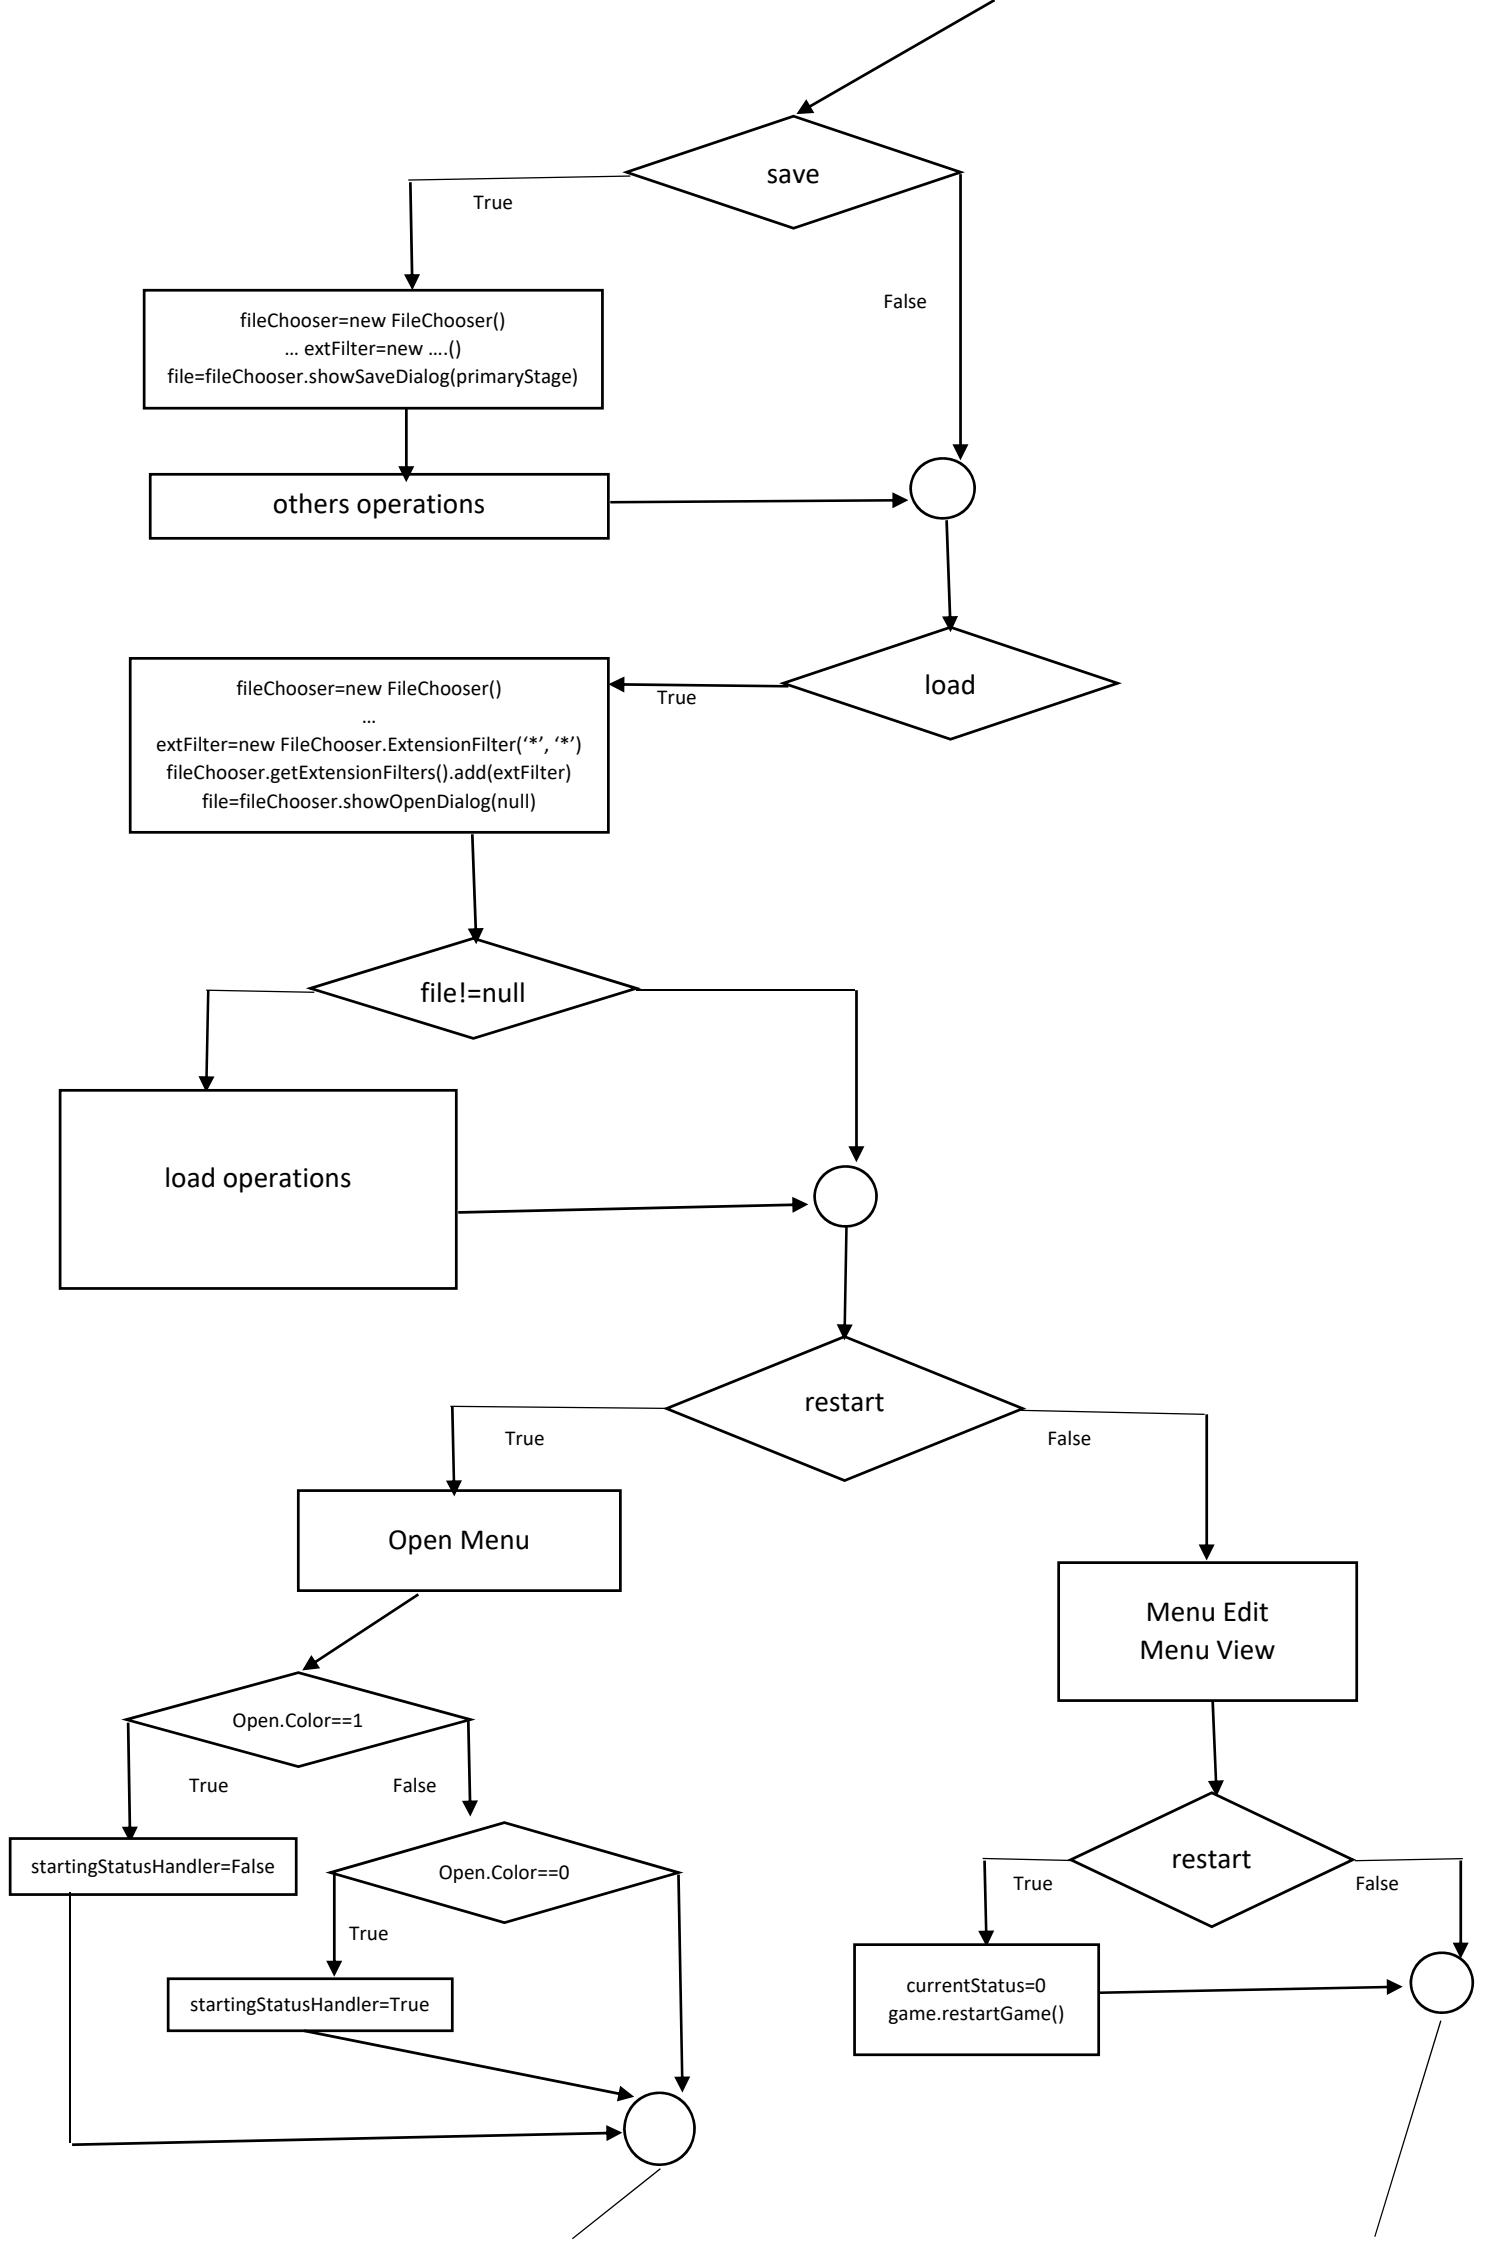 save
True
False
fileChooser=new FileChooser()
… extFilter=new ….()
file=fileChooser.showSaveDialog(primaryStage)
others operations
load
True
fileChooser=new FileChooser()
…
extFilter=new FileChooser.ExtensionFilter(‘*’, ‘*’)
fileChooser.getExtensionFilters().add(extFilter)
file=fileChooser.showOpenDialog(null)
file!=null
load operations
restart
True
False
Open Menu
Menu Edit
Menu View
Open.Color==1
True
False
startingStatusHandler=False
Open.Color==0
True
startingStatusHandler=True
restart
True
False
currentStatus=0
game.restartGame()